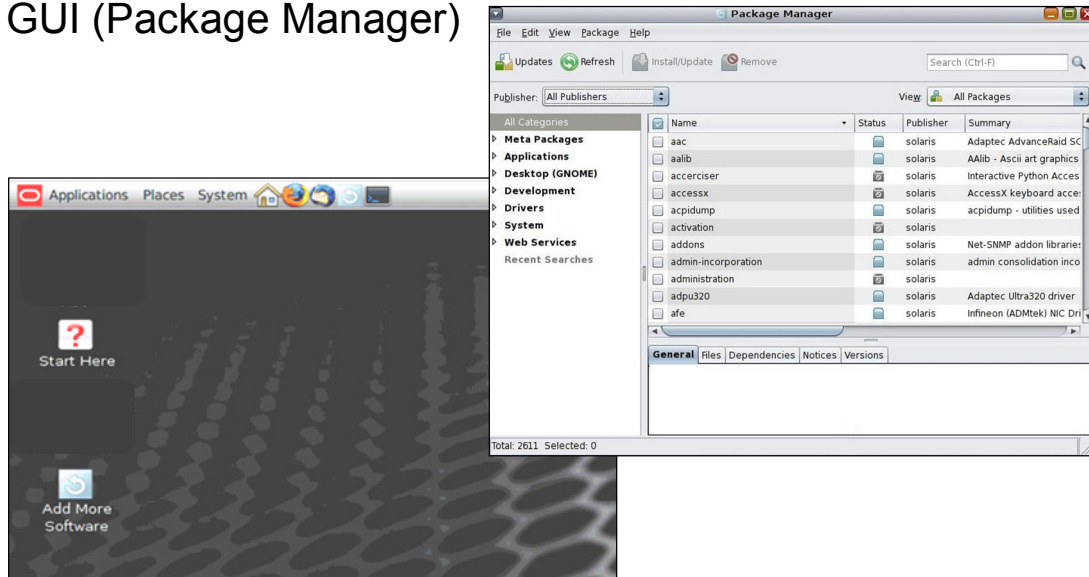 GUI (Package Manager)
Package Manager
File Edit View Package Help
Updates Refresh Install/Update Remove Search (Ctrl-F)
Publisher: All Publishers View: All Packages
All Categories
Meta Packages
Applications
Desktop (GNOME)
Development
Drivers
System
Web Services
Recent Searches
Name Status Publisher Summary
aac solaris Adaptec AdvanceRaid SC
aalib solaris AAlib - Ascii art graphics
accerciser solaris Interactive Python Acces
accessx solaris AccessX keyboard acce
acpidump solaris acpidump - utilities used
activation solaris
addons solaris Net-SNMP addon libraries
admin-incorporation solaris admin consolidation inco
administration solaris
adpu320 solaris Adaptec Ultra320 driver
afe solaris Infineon (ADMtek) NIC Dri
General Files Dependencies Notices Versions
Total: 2611 Selected: 0
Applications Places System
?
Start Here
Add More
Software